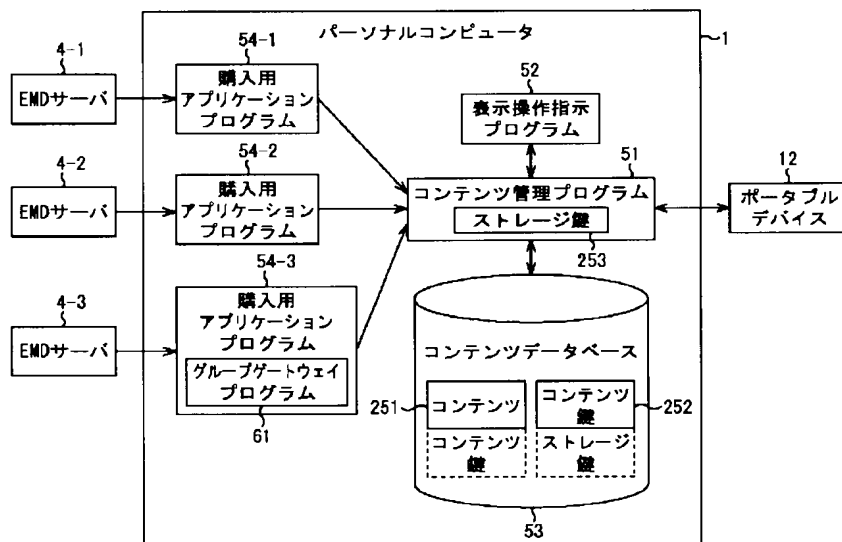 パーソナルコンピュータ
1
4-1
EMDサーバ
54-1
購入用
アプリケーション
プログラム
52
表示操作指示
プログラム
4-2
EMDサーバ
54-2
購入用
アプリケーション
プログラム
51
コンテンツ管理プログラム
ストレージ鍵
253
12
ポータブル
デバイス
4-3
EMDサーバ
54-3
購入用
アプリケーション
プログラム
グループゲートウェイ
プログラム
61
コンテンツデータベース
251
コンテンツ
コンテンツ
鍵
コンテンツ
鍵
252
ストレージ
鍵
53